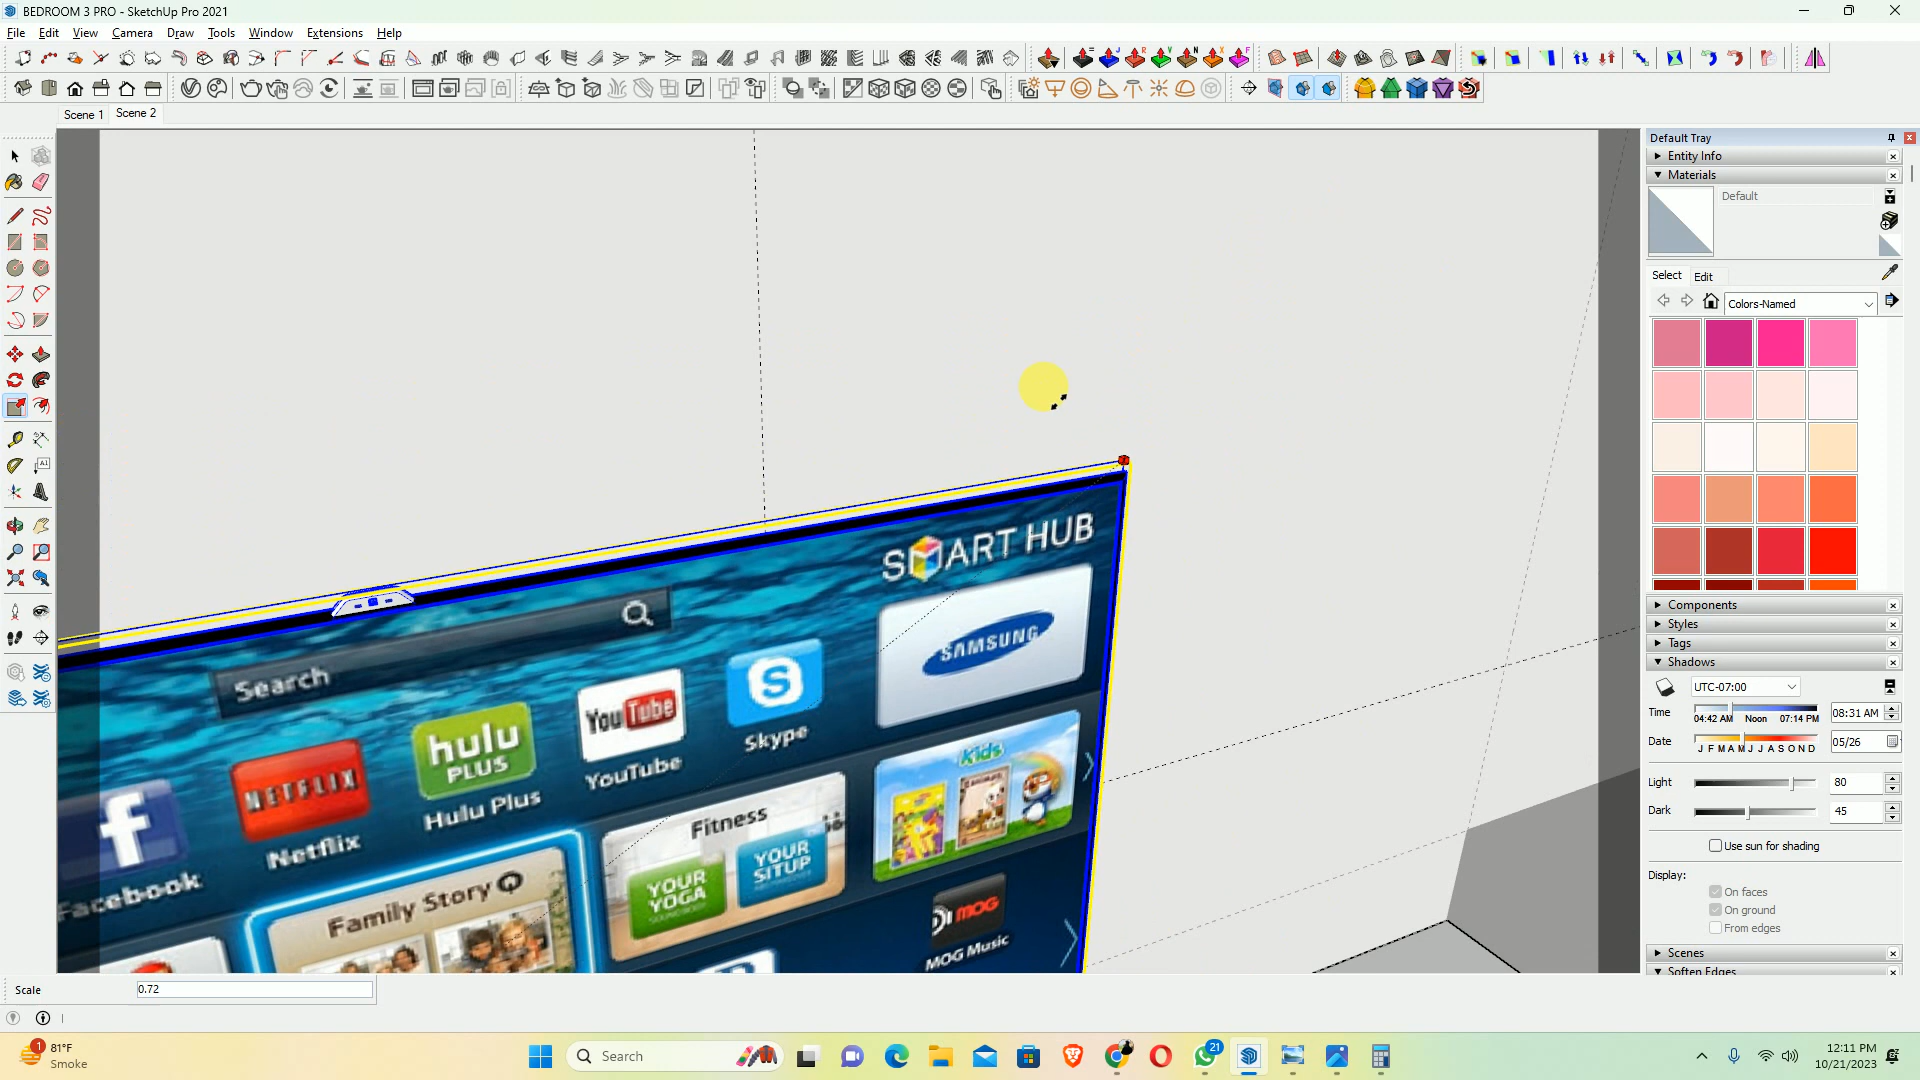 BEDROOM 3 PRO - SketchUp Pro 2021
File Edit View Camera Draw Tools Window Extensions Help
Scene 1 Scene 2
Default Tray
Entity Info
Materials
Default
Select Edit
Colors-Named
Components
Styles
Tags
Shadows
UTC-07:00
Time 04:42 AM Noon 07:14 PM 08:31 AM
Date J F M A M J J A S O N D 05/26
Light 80
Dark 45
Use sun for shading
Display:
On faces
On ground
From edges
Scenes
Soften Edges
SMART HUB
Search
SAMSUNG
You Tube
YouTube
Skype
hulu PLUS
Hulu Plus
NETFLIX
Netflix
Facebook
Family Story
Fitness
YOUR YOGA
YOUR SITUP
Kids
MOG
MOG Music
Scale 0.72
81°F
Smoke
Search
21
12:11 PM
10/21/2023